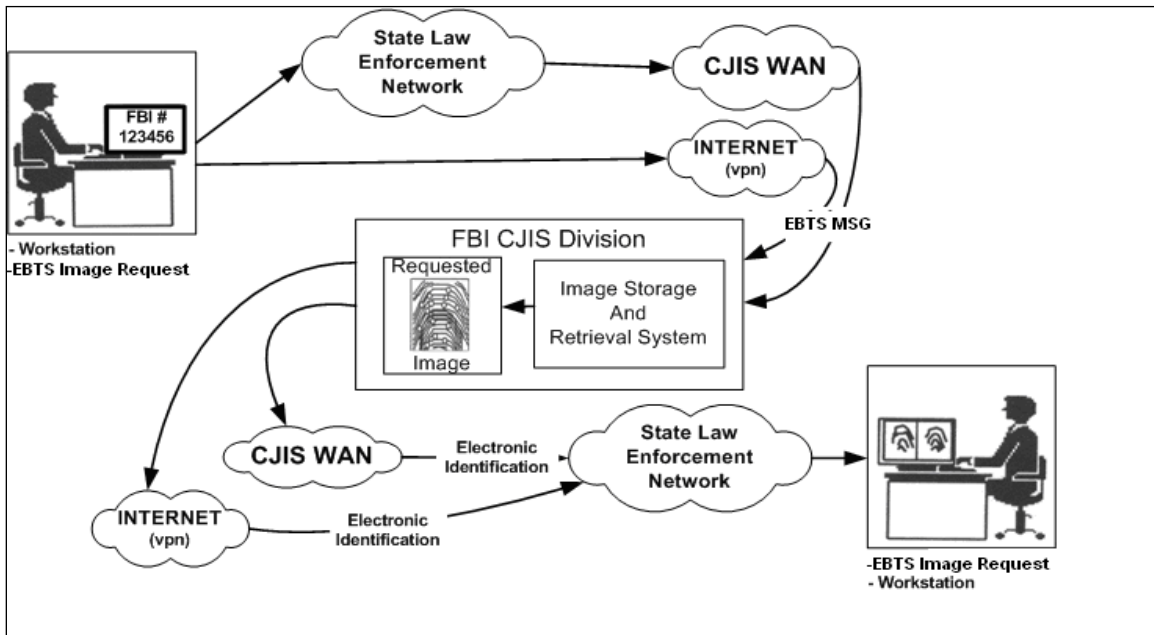 State Law
Enforcement
Network
CJIS WAN
FBI #
123456
INTERNET
(vpn)
EBTS MSG
- Workstation
-EBTS Image Request
FBI CJIS Division
Requested
Image
Image Storage
And
Retrieval System
CJIS WAN
Electronic
Identification
State Law
Enforcement
Network
INTERNET
(vpn)
Electronic
Identification
-EBTS Image Request
- Workstation